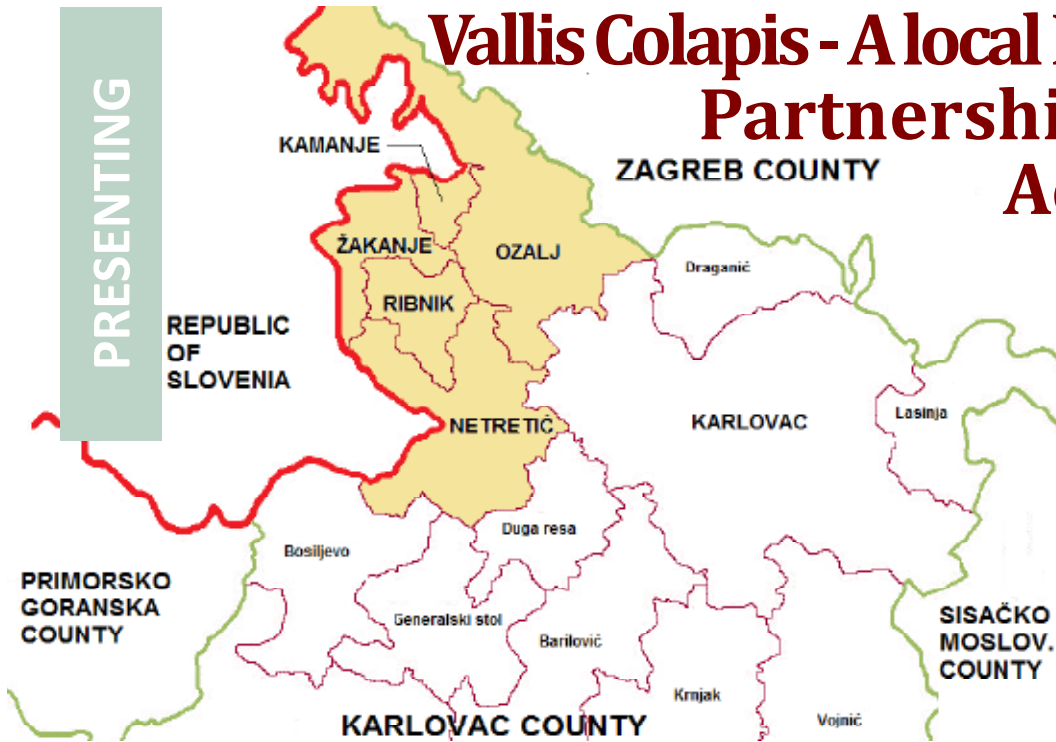 PRESENTING
Vallis Colapis - A local
Partnershi
KAMANJE
ZAGREB COUNTY
ŽAKANJE
OZALJ
Draganić
RIBNIK
REPUBLIC
OF
SLOVENIA
NETRETIĆ
KARLOVAC
Lasinja
Duga resa
Bosiljevo
PRIMORSKO
GORANSKA
COUNTY
Generalski stol
Barilović
SISAČKO
MOSLOV.
COUNTY
Krnjak
Vojnić
KARLOVAC COUNTY